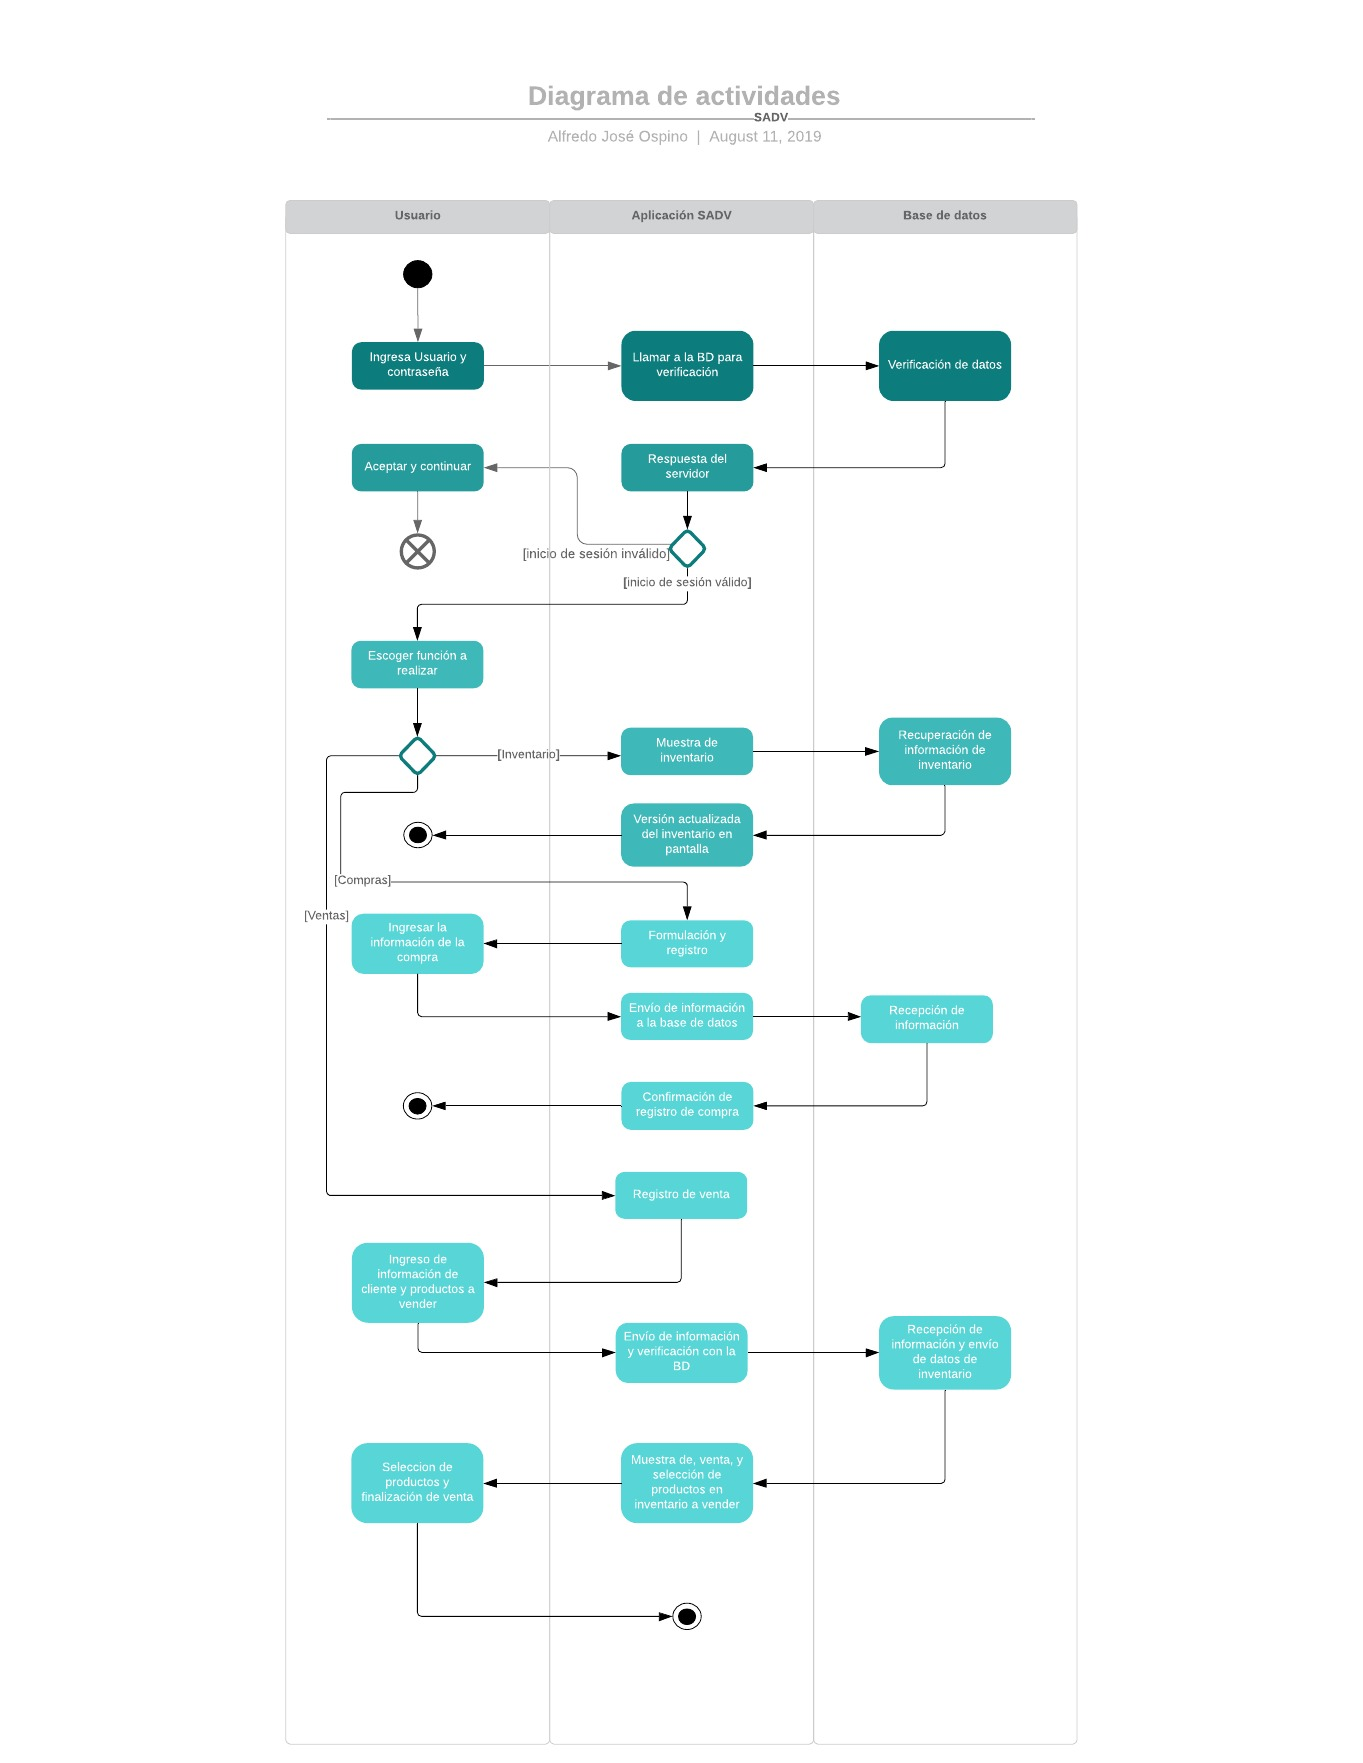 Diagrama de actividades
SADV
Alfredo José Ospino | August 11, 2019
Usuario
Aplicación SADV
Base de datos
Ingresa Usuario y
contraseña
Llamar a la BD para
verificación
Verificación de datos
Aceptar y continuar
Respuesta del
servidor
[inicio de sesión inválido]
[inicio de sesión válido]
Escoger función a
realizar
[Inventario]
Muestra de
inventario
Recuperación de
información de
inventario
Versión actualizada
del inventario en
pantalla
[Compras]
[Ventas]
Ingresar la
información de la
compra
Formulación y
registro
Envío de información
a la base de datos
Recepción de
información
Confirmación de
registro de compra
Registro de venta
Ingreso de
información de
cliente y productos a
vender
Envío de información
y verificación con la
BD
Recepción de
información y envío
de datos de
inventario
Seleccion de
productos y
finalización de venta
Muestra de, venta, y
selección de
productos en
inventario a vender